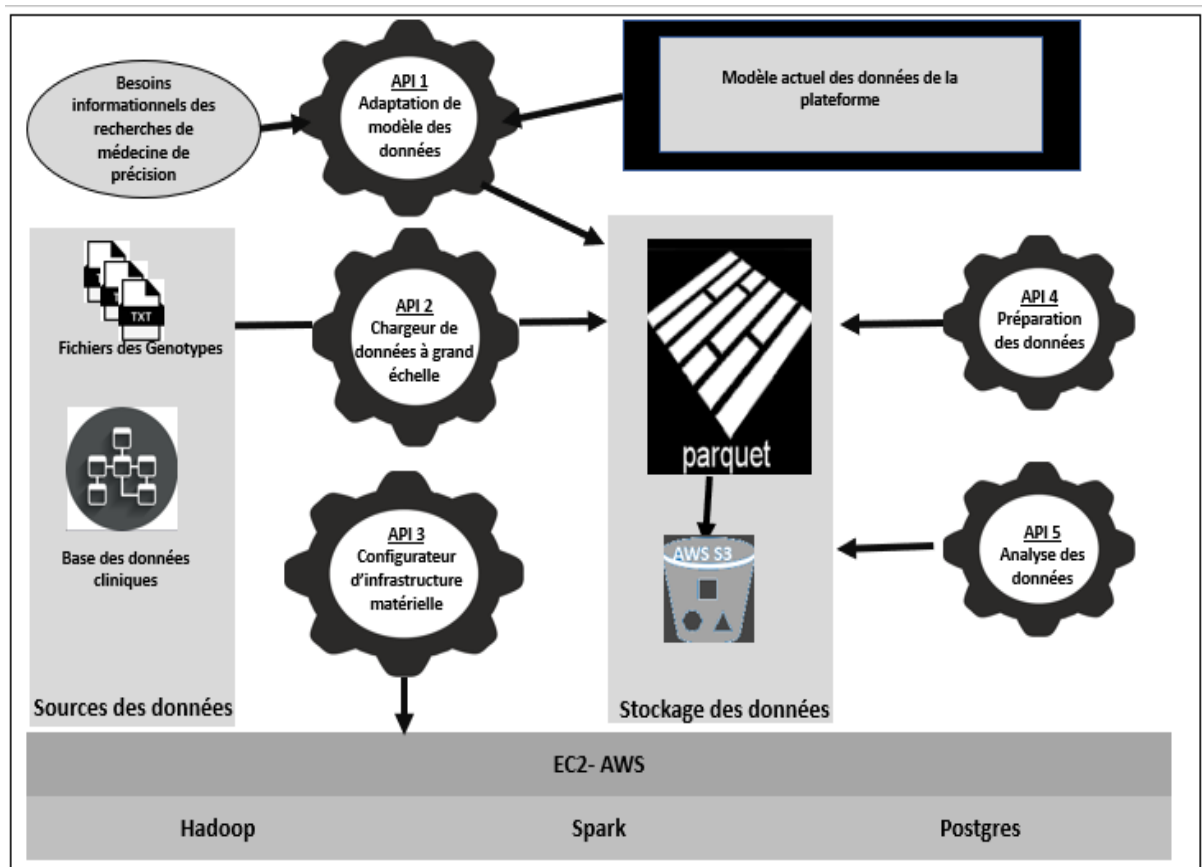 Besoins
informationnels des
recherches de
médecine de
précision
API 1
Adaptation de
modèle des
données
Modèle actuel des données de la
plateforme
TXT
Fichiers des Genotypes
Base des données
cliniques
Sources des données
API 2
Chargeur de
données à grand
échelle
API 3
Configurateur
d'infrastructure
matérielle
parquet
AWS S3
Stockage des données
API 4
Préparation
des données
API 5
Analyse des
données
EC2- AWS
Hadoop
Spark
Postgres